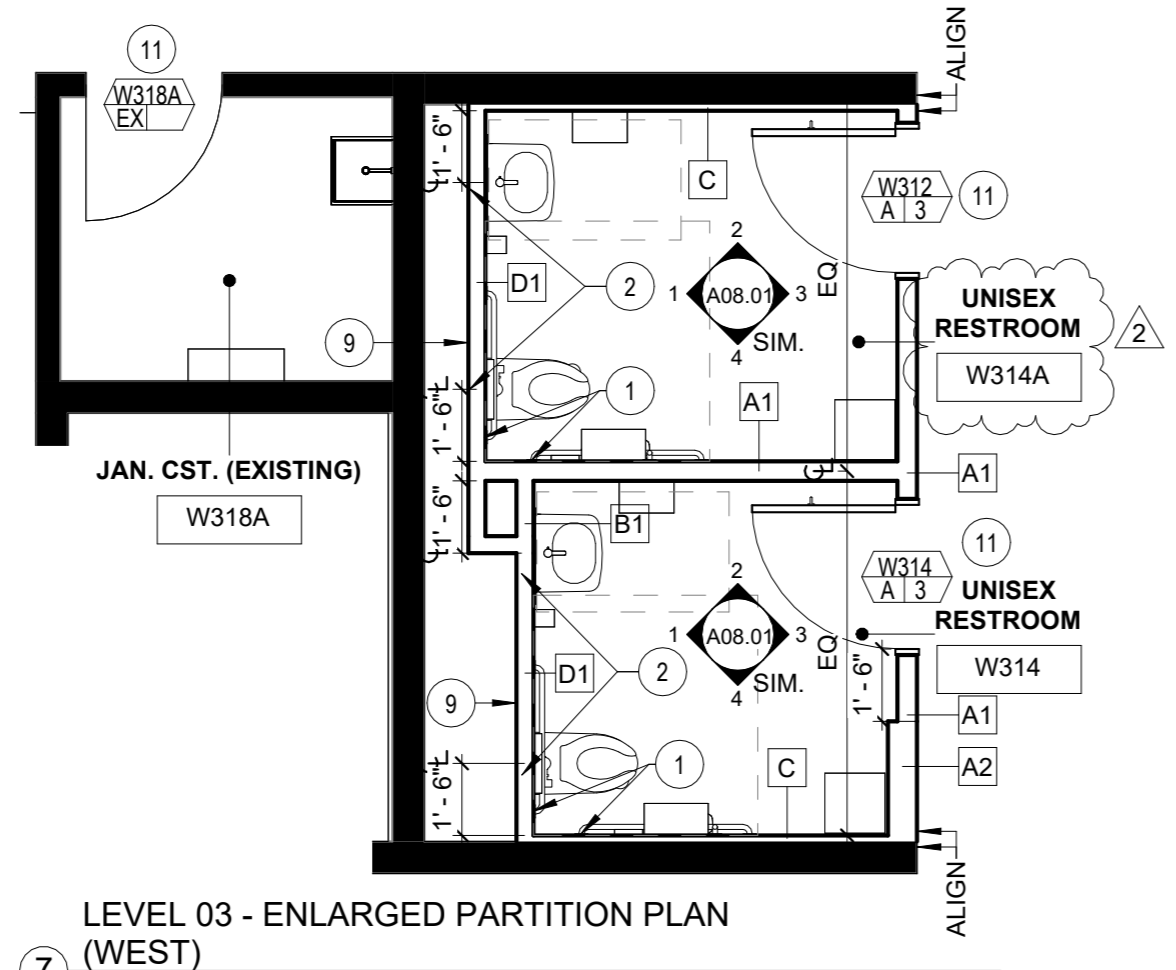 ALIGN
11
W318A
EX
1' - 6"
C
W312
A 3
11
2
1 A08.01 3
4
SIM.
EQ
D1
2
9
UNISEX
RESTROOM
W314A
2
1
A1
1' - 6"
CL
A1
JAN. CST. (EXISTING)
W318A
1' - 6"
B1
W314
A 3
11
UNISEX
RESTROOM
W314
2
1 A08.01 3
4
SIM.
EQ
D1
2
9
1' - 6"
A1
A2
1
C
1' - 6"
ALIGN
LEVEL 03 - ENLARGED PARTITION PLAN
(WEST)
7